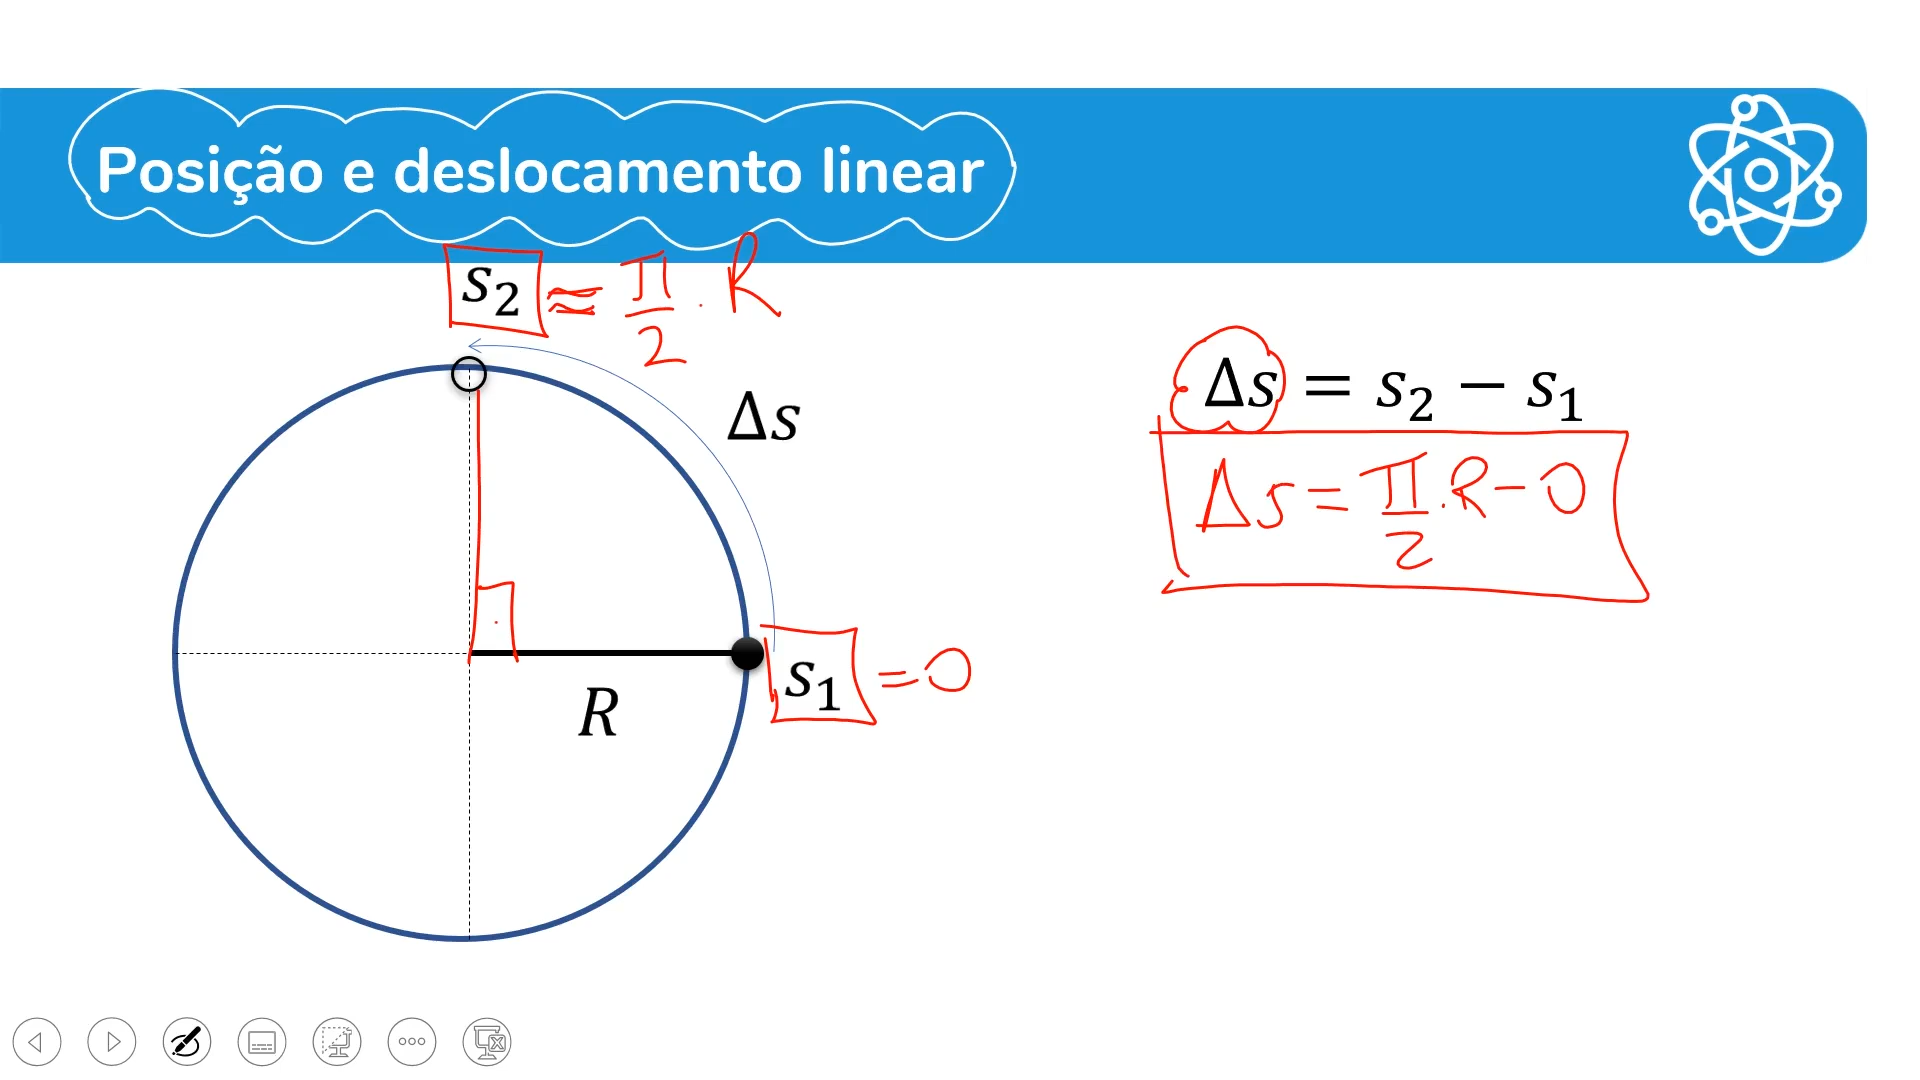 Posição e deslocamento linear
s₂ = π/2 . R
Δs
Δs = s₂ − s₁
Δs = π/2 . R − 0
s₁ = 0
R